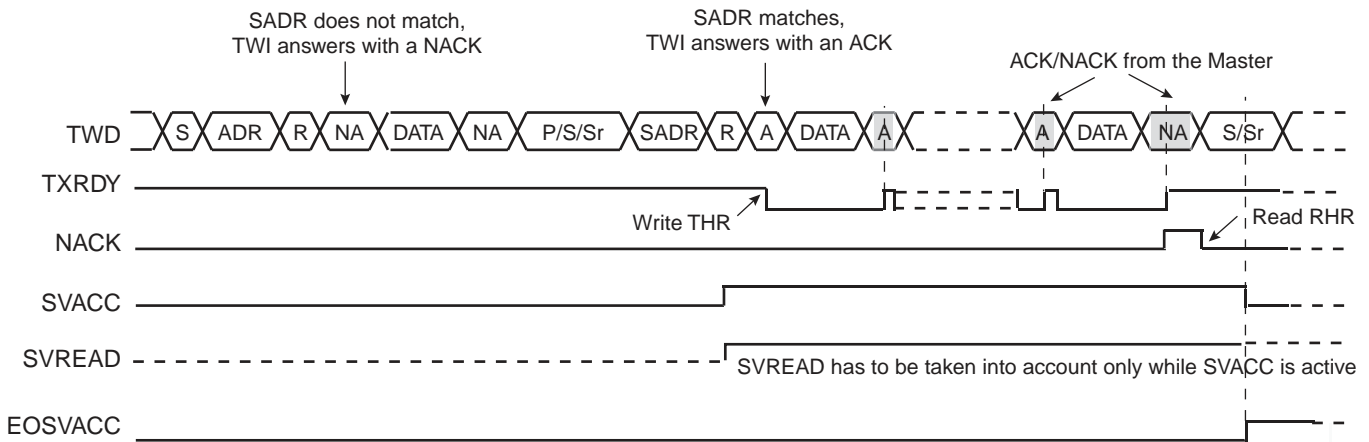 SADR does not match,
TWI answers with a NACK
SADR matches,
TWI answers with an ACK
ACK/NACK from the Master
TWD S ADR R NA DATA NA P/S/Sr SADR R A DATA A A DATA NA S/Sr
TXRDY
Write THR
Read RHR
NACK
SVACC
SVREAD
SVREAD has to be taken into account only while SVACC is active
EOSVACC